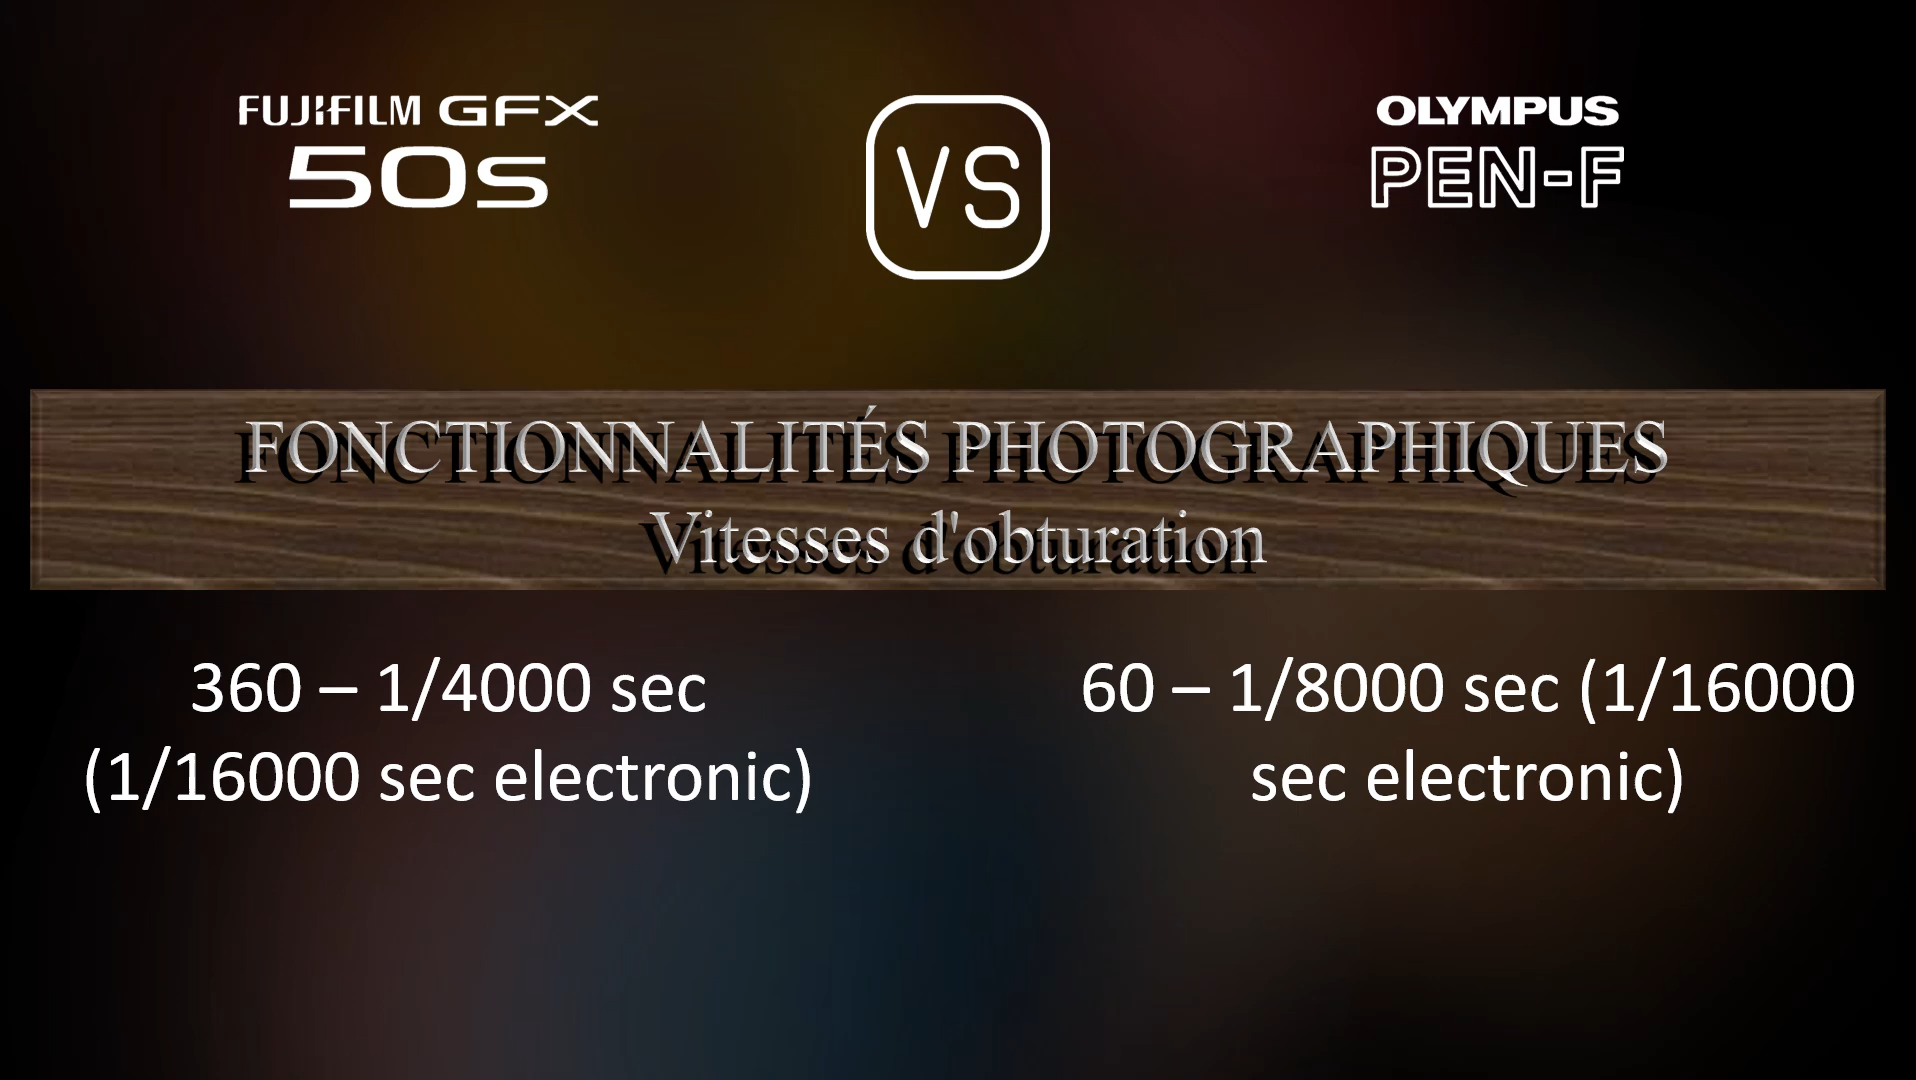 FUJIFILM GFX
50S
VS
OLYMPUS
PEN-F
FONCTIONNALITÉS PHOTOGRAPHIQUES
Vitesses d'obturation
360 – 1/4000 sec
(1/16000 sec electronic)
60 – 1/8000 sec (1/16000
sec electronic)